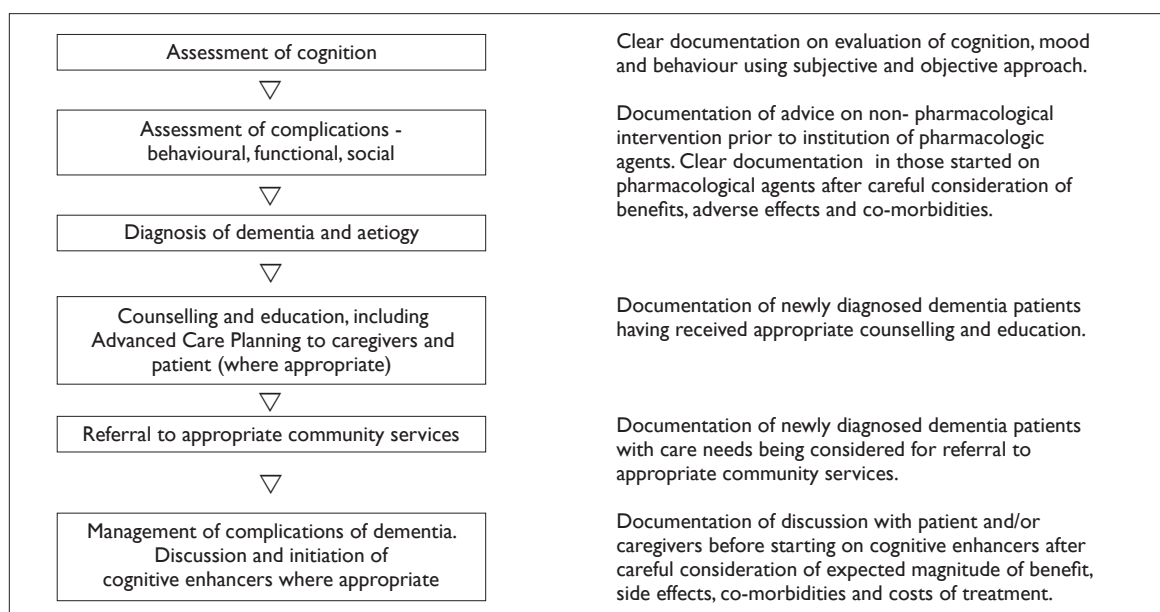 Assessment of cognition
Clear documentation on evaluation of cognition, mood
and behaviour using subjective and objective approach.
Assessment of complications -
behavioural, functional, social
Documentation of advice on non- pharmacological
intervention prior to institution of pharmacologic
agents. Clear documentation in those started on
pharmacological agents after careful consideration of
benefits, adverse effects and co-morbidities.
Diagnosis of dementia and aetiogy
Counselling and education, including
Advanced Care Planning to caregivers and
patient (where appropriate)
Documentation of newly diagnosed dementia patients
having received appropriate counselling and education.
Referral to appropriate community services
Documentation of newly diagnosed dementia patients
with care needs being considered for referral to
appropriate community services.
Management of complications of dementia.
Discussion and initiation of
cognitive enhancers where appropriate
Documentation of discussion with patient and/or
caregivers before starting on cognitive enhancers after
careful consideration of expected magnitude of benefit,
side effects, co-morbidities and costs of treatment.